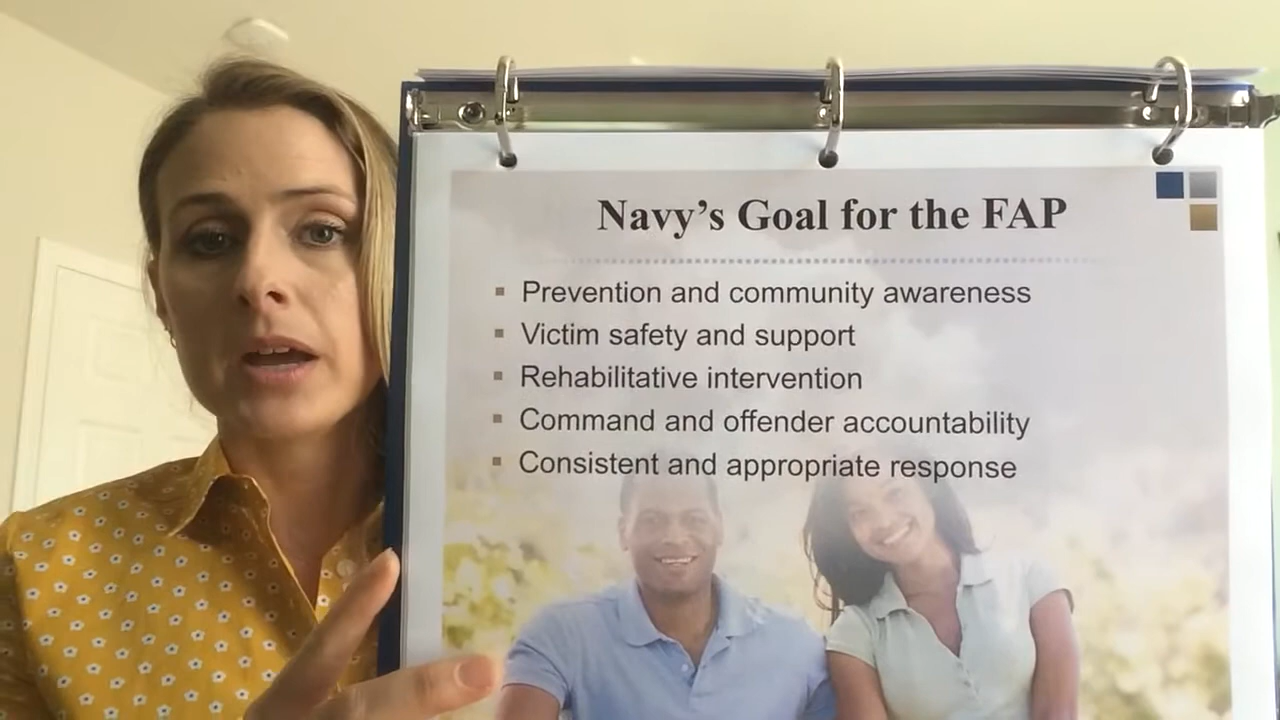 Navy’s Goal for the FAP
▪ Prevention and community awareness
▪ Victim safety and support
▪ Rehabilitative intervention
▪ Command and offender accountability
▪ Consistent and appropriate response